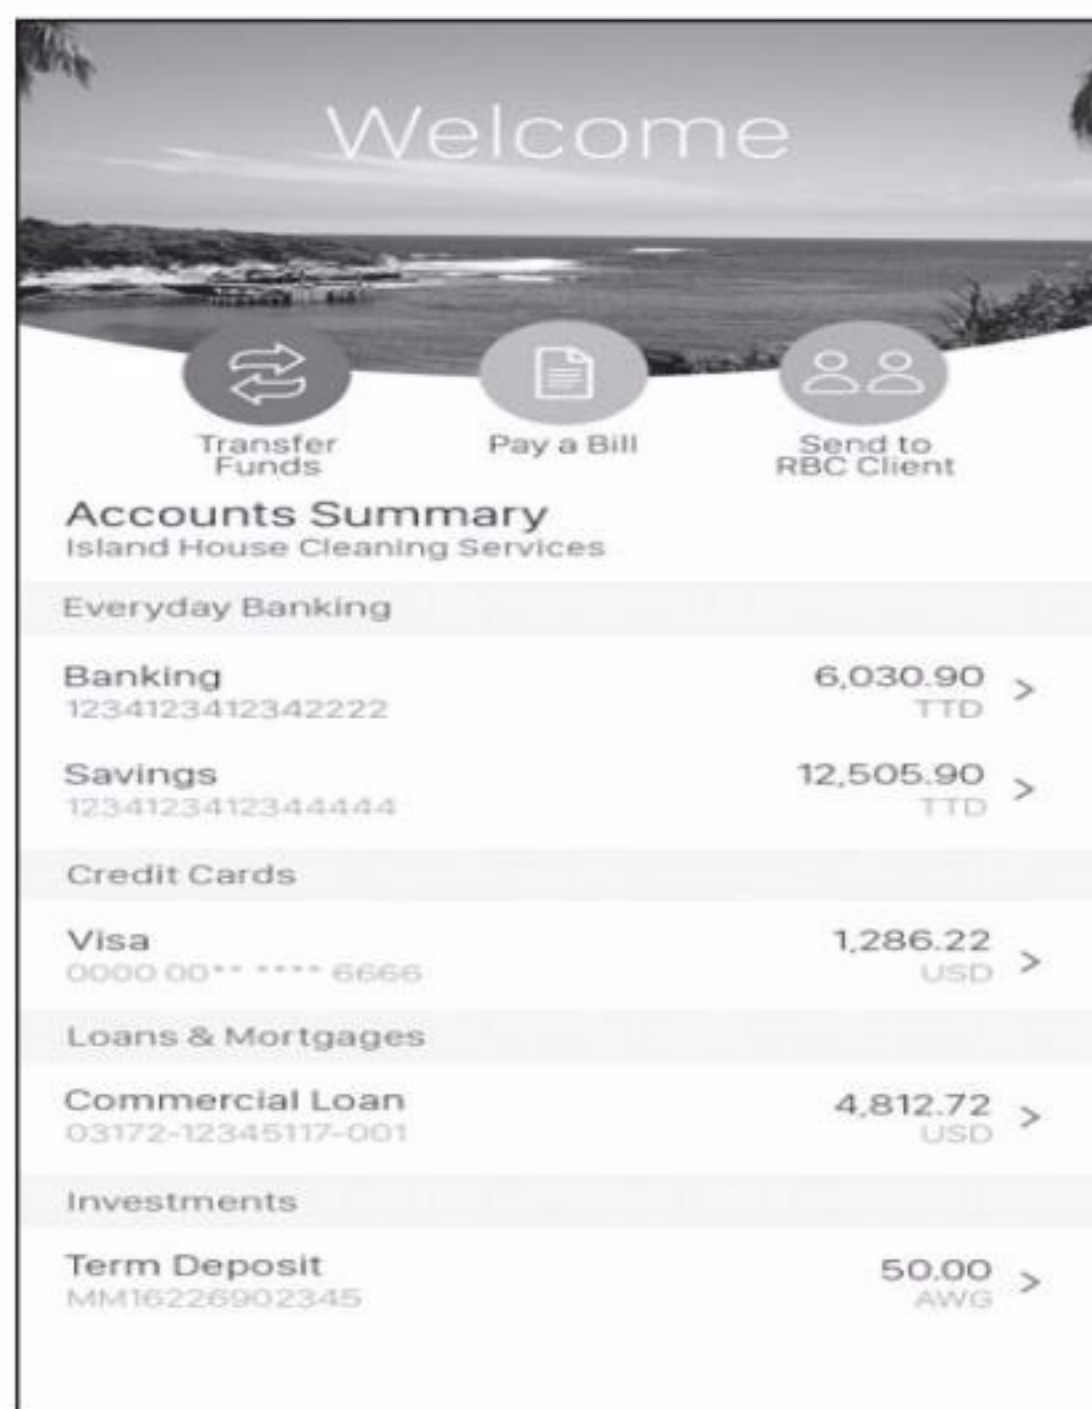 Welcome
Transfer Funds
Pay a Bill
Send to RBC Client
Accounts Summary
Island House Cleaning Services
Everyday Banking
Banking 6,030.90
1234123412342222 TTD
Savings 12,505.90
1234123412344444 TTD
Credit Cards
Visa 1,286.22
0000 00** **** 6666 USD
Loans & Mortgages
Commercial Loan 4,812.72
03172-12345117-001 USD
Investments
Term Deposit 50.00
MM16226902345 AWG